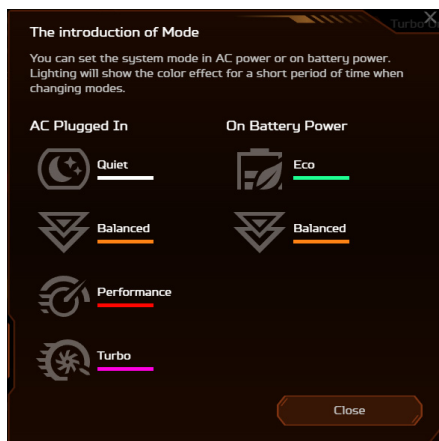 Turbo
The introduction of Mode
You can set the system mode in AC power or on battery power.
Lighting will show the color effect for a short period of time when
changing modes.
AC Plugged In
On Battery Power
Quiet
Eco
Balanced
Balanced
Performance
Turbo
Close